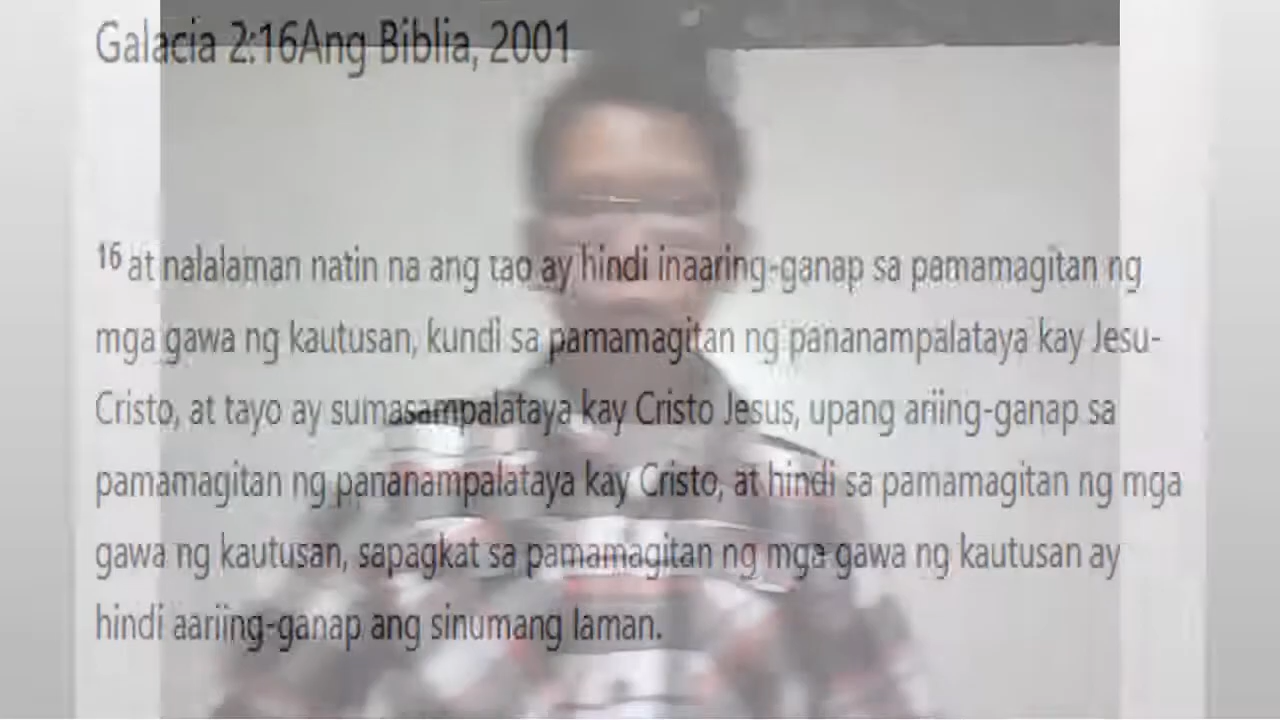 Galacia 2:16Ang Biblia, 2001
16 at nalalaman natin na ang tao ay hindi inaaring-ganap sa pamamagitan ng
mga gawa ng kautusan, kundi sa pamamagitan ng pananampalataya kay Jesu-
Cristo, at tayo ay sumasampalataya kay Cristo Jesus, upang ariing-ganap sa
pamamagitan ng pananampalataya kay Cristo, at hindi sa pamamagitan ng mga
gawa ng kautusan, sapagkat sa pamamagitan ng mga gawa ng kautusan ay
hindi aariing-ganap ang sinumang laman.